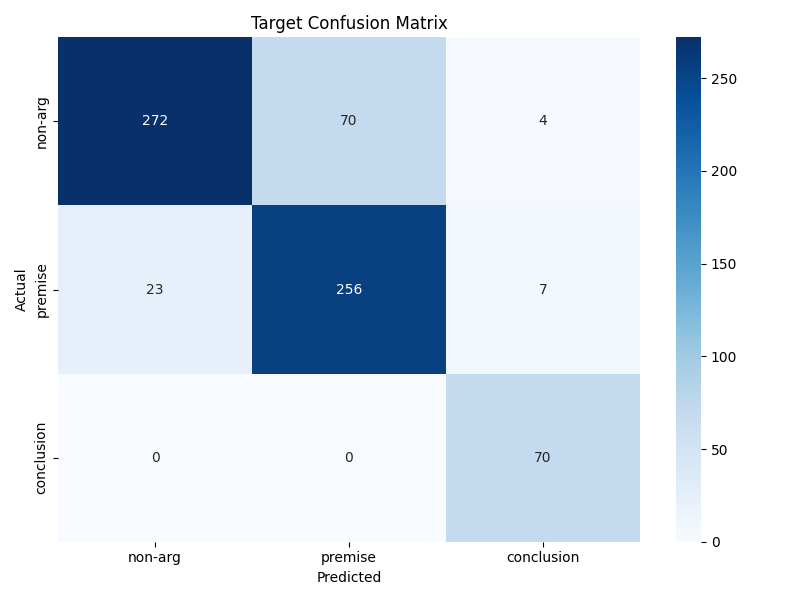 Target Confusion Matrix
Actual
non-arg
272 70 4
premise
23 256 7
conclusion
0 0 70
non-arg premise conclusion
Predicted
250
200
150
100
50
0